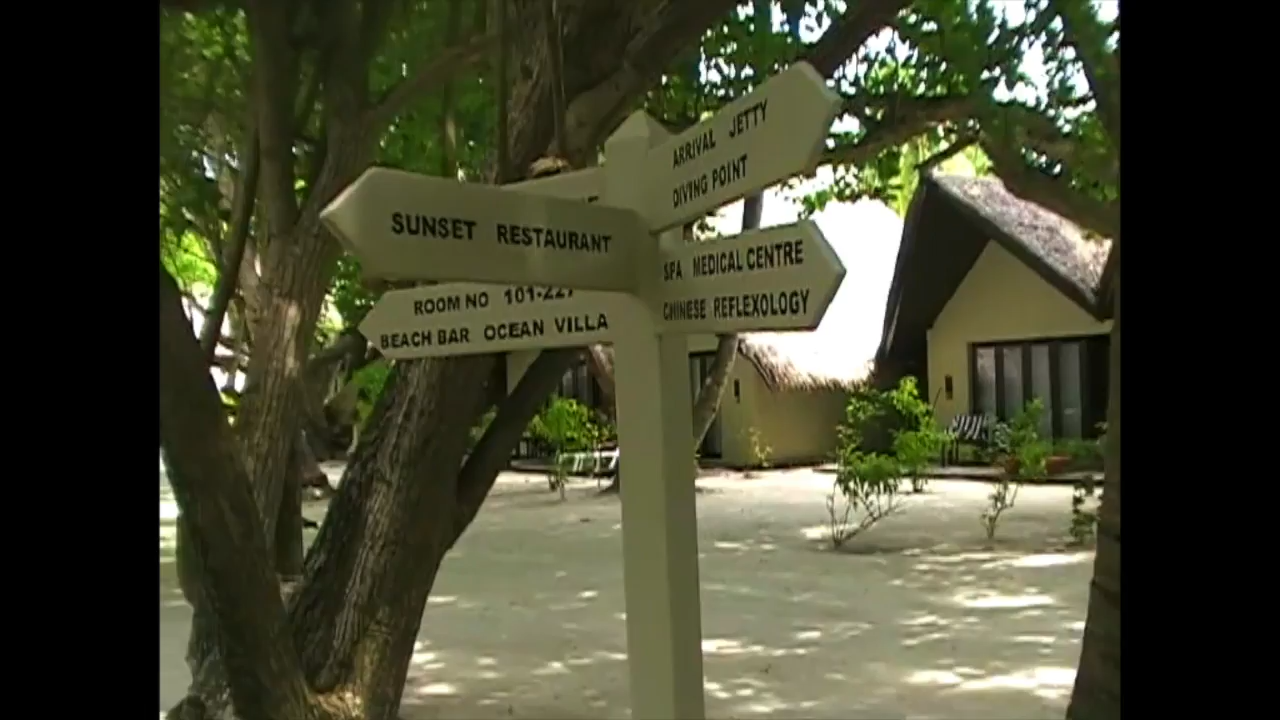 ARRIVAL JETTY
DIVING POINT
SUNSET RESTAURANT
SPA MEDICAL CENTRE
CHINESE REFLEXOLOGY
ROOM NO 101-227
BEACH BAR OCEAN VILLA